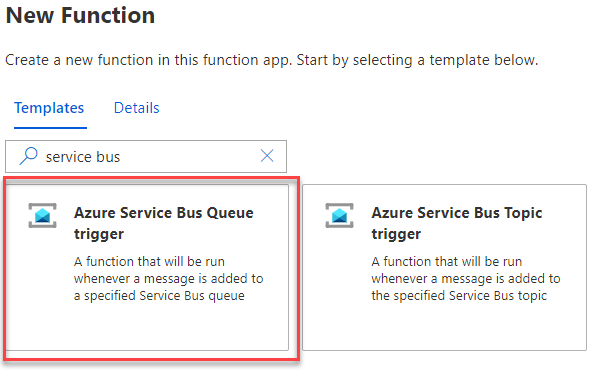 New Function
Create a new function in this function app. Start by selecting a template below.
Templates Details
service bus
Azure Service Bus Queue
trigger
A function that will be run
whenever a message is added to
a specified Service Bus queue
Azure Service Bus Topic
trigger
A function that will be run
whenever a message is added to
the specified Service Bus topic